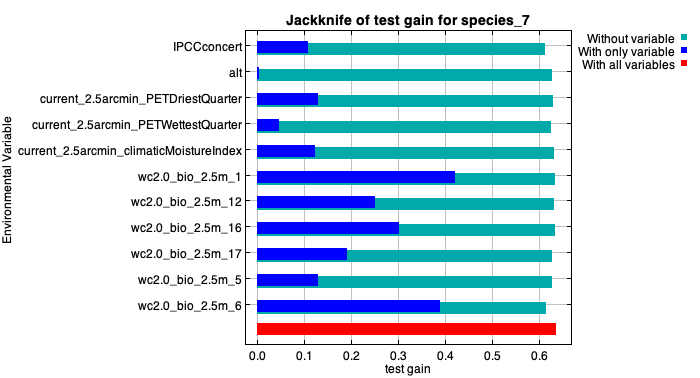 Jackknife of test gain for species_7
Without variable
With only variable
With all variables
Environmental Variable
IPCCconcert
alt
current_2.5arcmin_PETDriestQuarter
current_2.5arcmin_PETWettestQuarter
current_2.5arcmin_climaticMoistureIndex
wc2.0_bio_2.5m_1
wc2.0_bio_2.5m_12
wc2.0_bio_2.5m_16
wc2.0_bio_2.5m_17
wc2.0_bio_2.5m_5
wc2.0_bio_2.5m_6
0.0 0.1 0.2 0.3 0.4 0.5 0.6
test gain